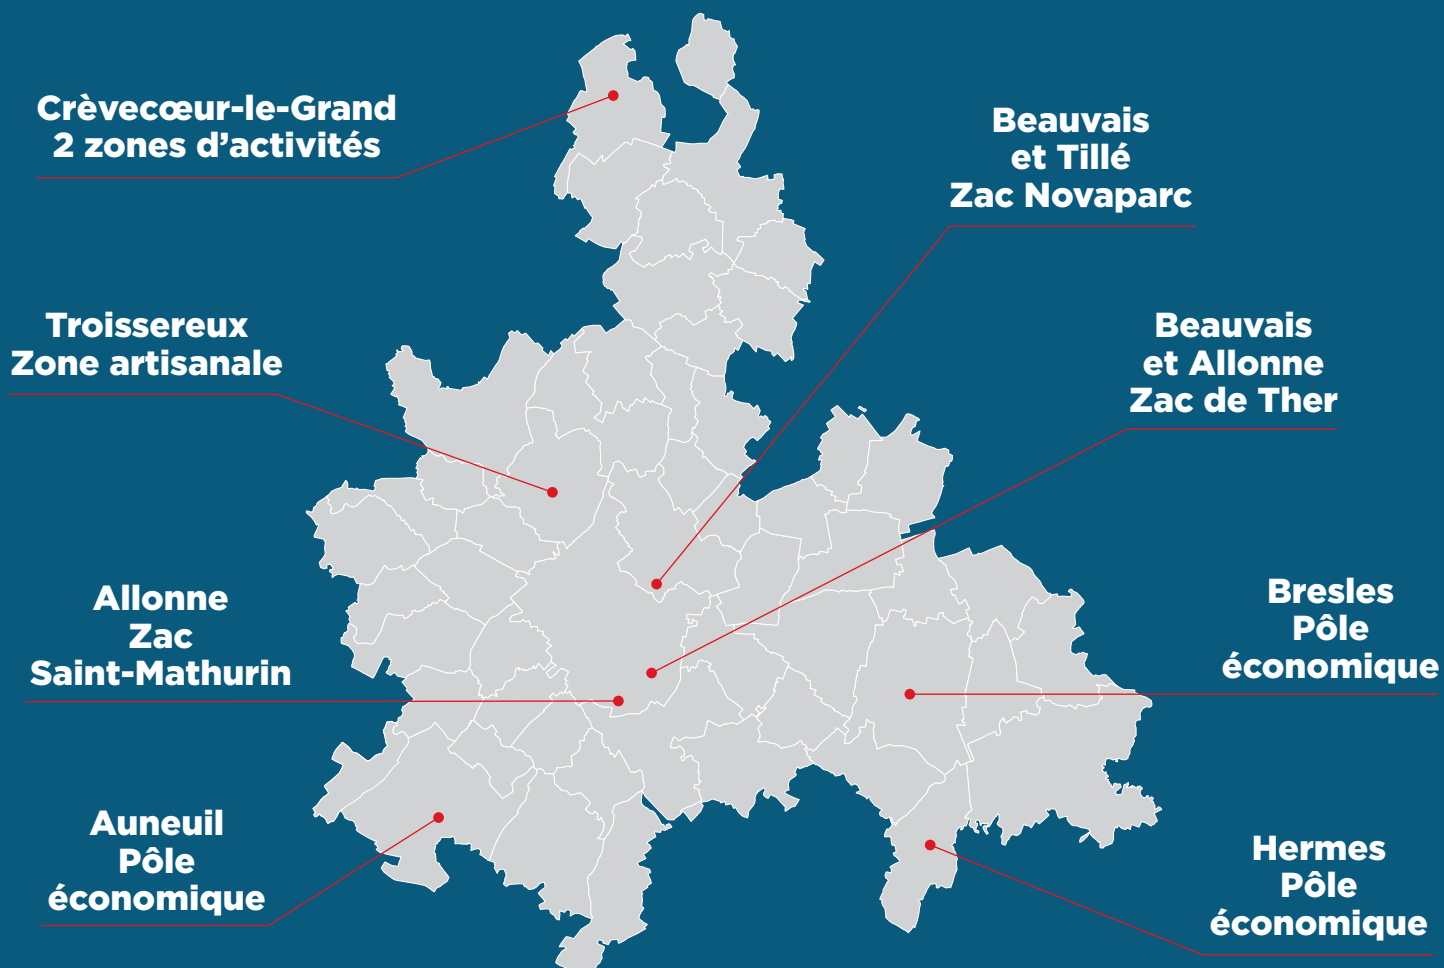 Crèvecœur-le-Grand
2 zones d’activités
Beauvais
et Tillé
Zac Novaparc
Troissereux
Zone artisanale
Beauvais
et Allonne
Zac de Ther
Allonne
Zac
Saint-Mathurin
Bresles
Pôle
économique
Auneuil
Pôle
économique
Hermes
Pôle
économique